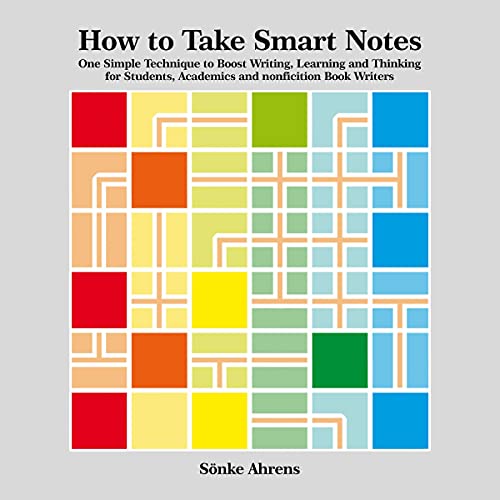 How to Take Smart Notes
One Simple Technique to Boost Writing, Learning and Thinking
for Students, Academics and nonficition Book Writers
Sönke Ahrens